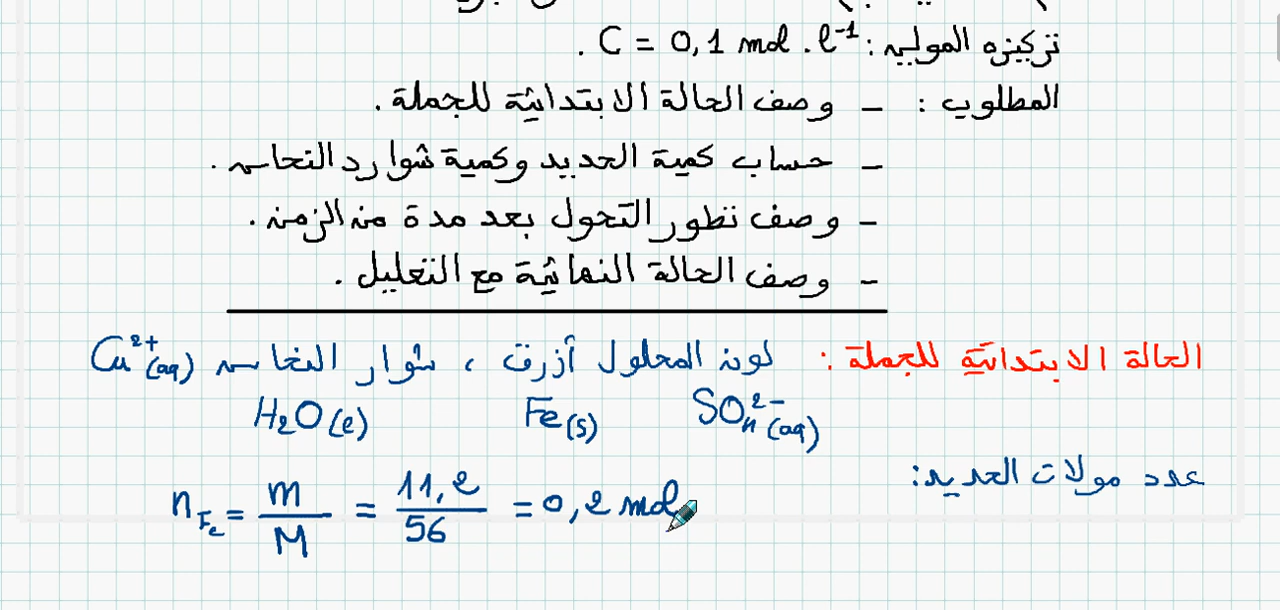 تركيزه المولي: C = 0,1 mol . l⁻¹ .
المطلوب : – وصف الحالة الابتدائية للجملة .
– حساب كمية الحديد وكمية شوارد النحاس .
– وصف تطور التحول بعد مدة من الزمن .
– وصف الحالة النهائية مع التعليل .
الحالة الابتدائية للجملة : لون المحلول أزرق ، شوار النحاس Cu²⁺(aq)
SO₄²⁻(aq) Fe(s) H₂O(l)
عدد مولات الحديد:
n_Fe = m/M = 11,2/56 = 0,2 mol